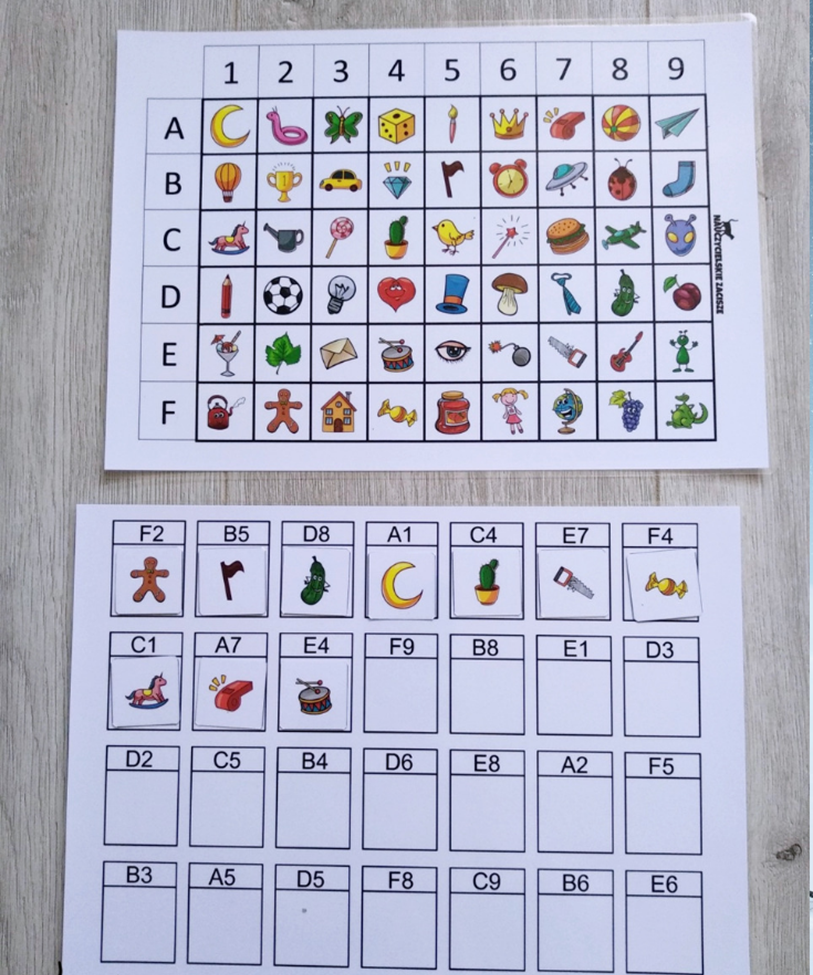 1 2 3 4 5 6 7 8 9
A
B
C
D
E
F
NAUCZYCIELSKIE ZACISZE
F2 B5 D8 A1 C4 E7 F4
C1 A7 E4 F9 B8 E1 D3
D2 C5 B4 D6 E8 A2 F5
B3 A5 D5 F8 C9 B6 E6